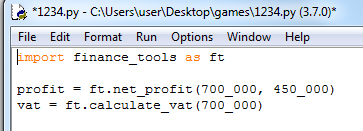 *1234.py - C:\Users\user\Desktop\games\1234.py (3.7.0)*
File Edit Format Run Options Window Help
import finance_tools as ft
profit = ft.net_profit(700_000, 450_000)
vat = ft.calculate_vat(700_000)